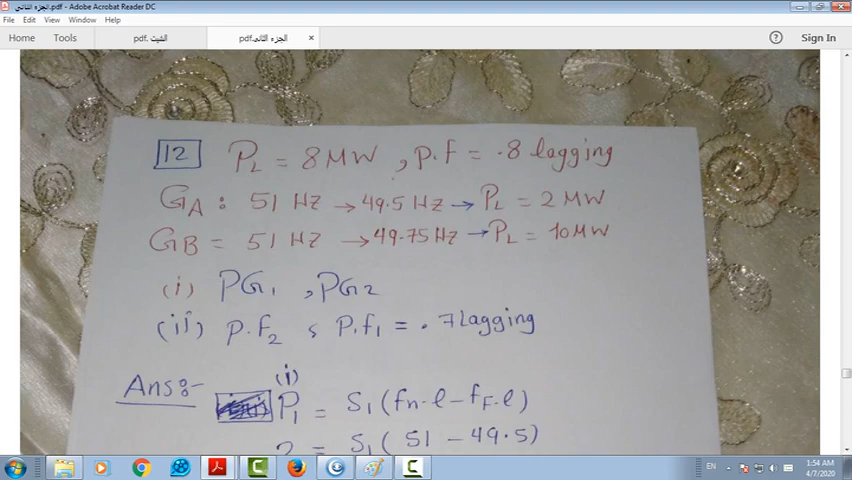 الجزء الثاني.pdf - Adobe Acrobat Reader DC
File Edit View Window Help
Home Tools الشيت .pdf الجزء الثانى.pdf × ? Sign In
12 PL = 8 MW , p.f = .8 lagging
GA : 51 HZ → 49.5 HZ → PL = 2 MW
GB = 51 HZ → 49.75 HZ → PL = 10 MW
(i) PG1 , PG2
(ii) p.f2 , P.f1 = .7 lagging
Ans:-
(i)
P1 = S1 (fn.l - fF.l)
2 = S1 ( 51 - 49.5)
EN 1:54 AM
4/7/2020